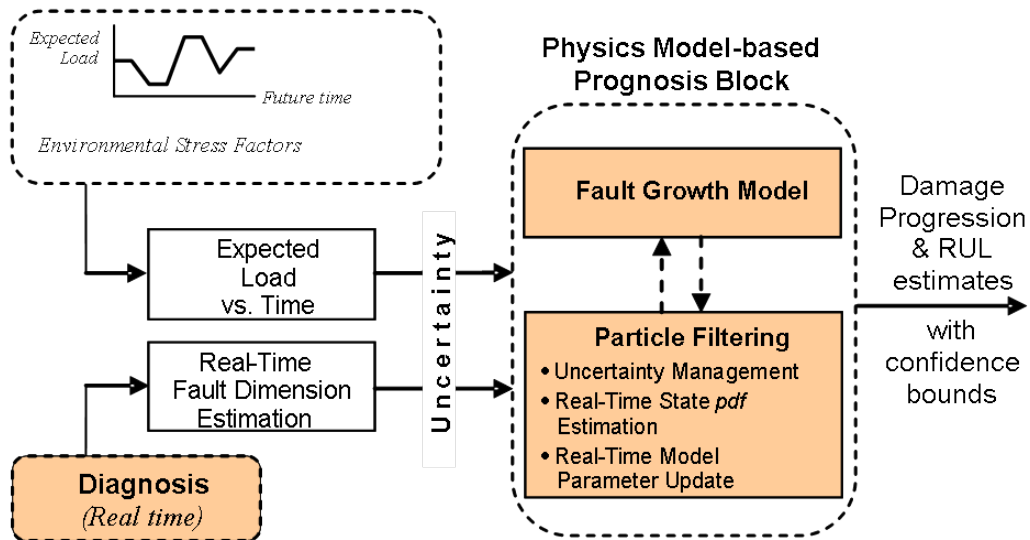 Expected
Load
Future time
Environmental Stress Factors
Expected
Load
vs. Time
Real-Time
Fault Dimension
Estimation
Diagnosis
(Real time)
Uncertainty
Physics Model-based
Prognosis Block
Fault Growth Model
Particle Filtering
• Uncertainty Management
• Real-Time State pdf
Estimation
• Real-Time Model
Parameter Update
Damage
Progression
& RUL
estimates
with
confidence
bounds